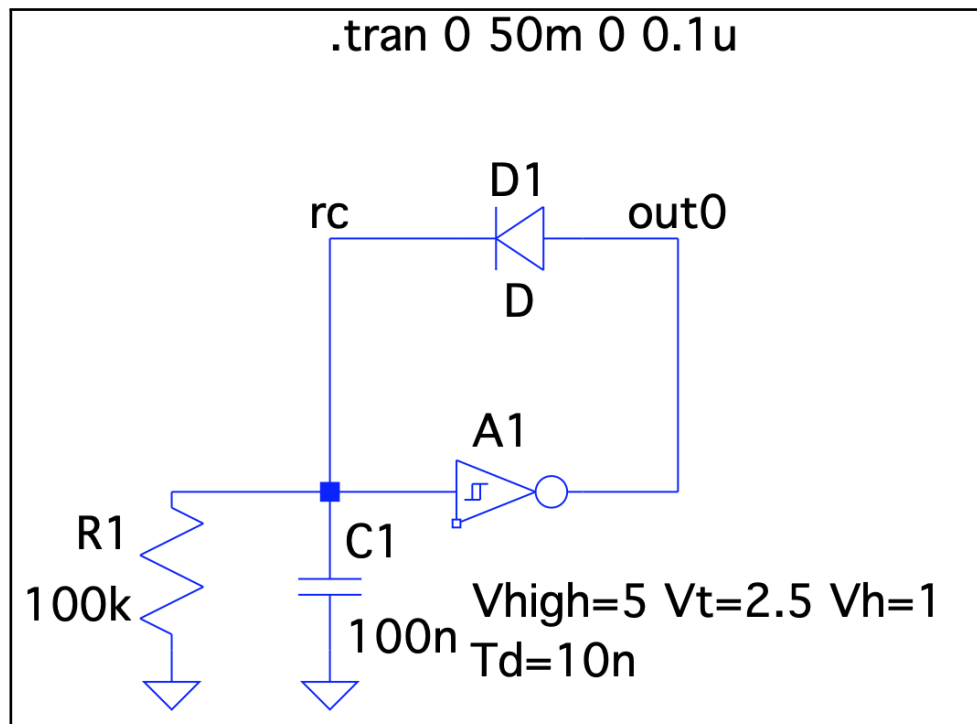 .tran 0 50m 0 0.1u
D1
rc
out0
D
A1
R1
C1
100k
100n
Vhigh=5 Vt=2.5 Vh=1
Td=10n